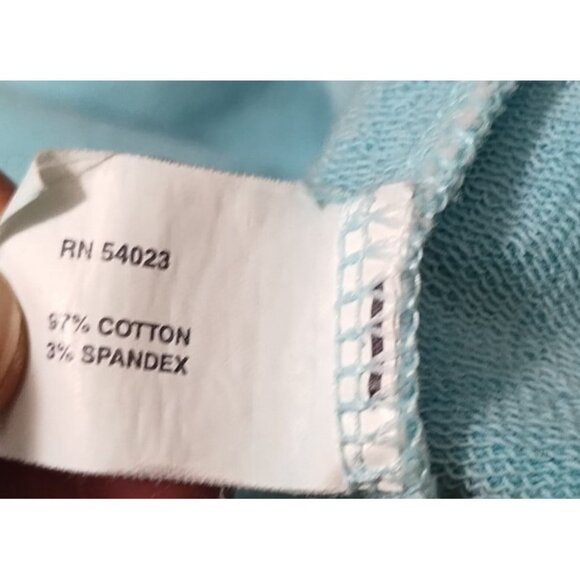 RN 54023
97% COTTON
3% SPANDEX